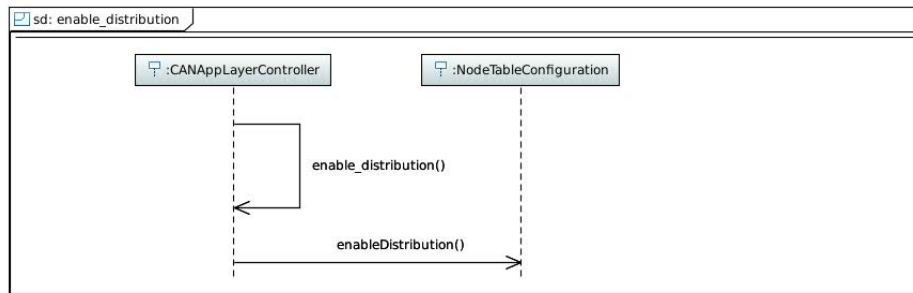 sd: enable_distribution
:CANAppLayerController
:NodeTableConfiguration
enable_distribution()
enableDistribution()